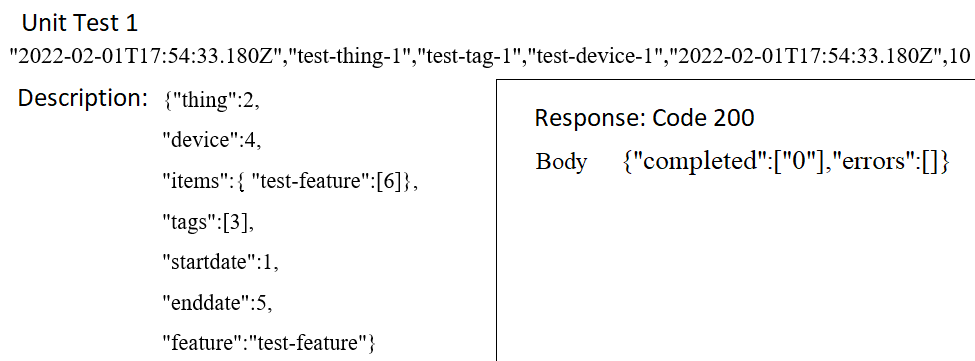 Unit Test 1
"2022-02-01T17:54:33.180Z","test-thing-1","test-tag-1","test-device-1","2022-02-01T17:54:33.180Z",10
Description: {"thing":2,
"device":4,
"items":{ "test-feature":[6]},
"tags":[3],
"startdate":1,
"enddate":5,
"feature":"test-feature"}
Response: Code 200
Body {"completed":["0"],"errors":[]}